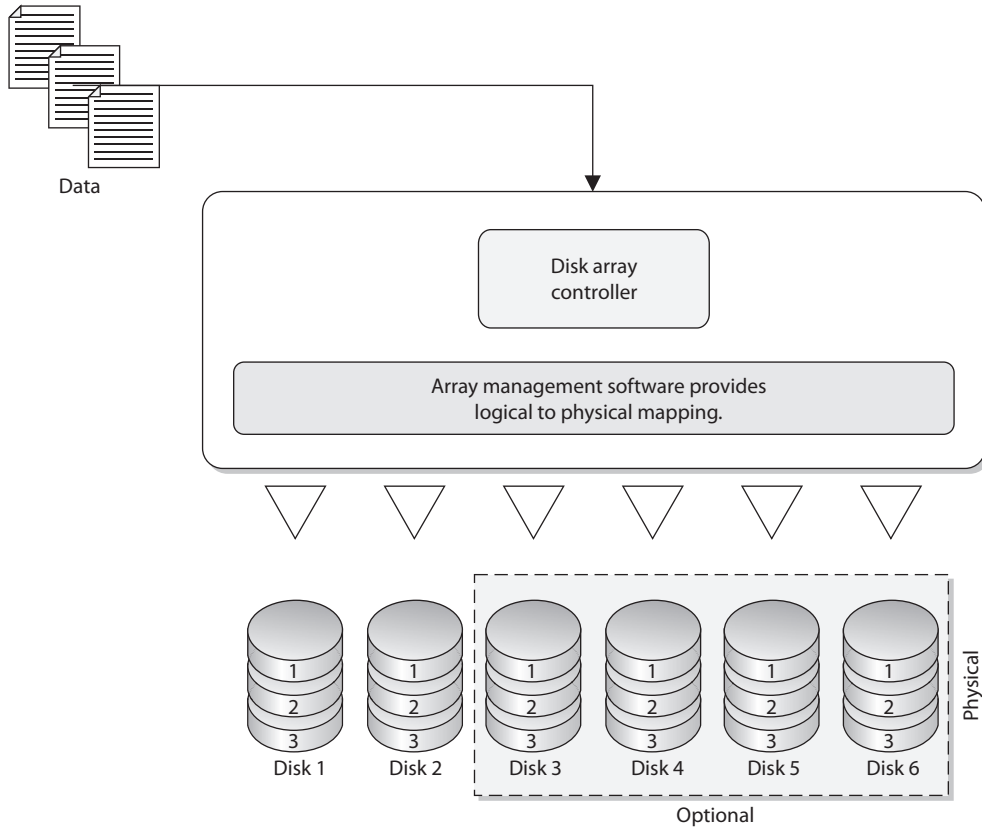 Data
Disk array
controller
Array management software provides
logical to physical mapping.
1 1 1 1 1 1
2 2 2 2 2 2
3 3 3 3 3 3
Disk 1 Disk 2 Disk 3 Disk 4 Disk 5 Disk 6
Physical
Optional